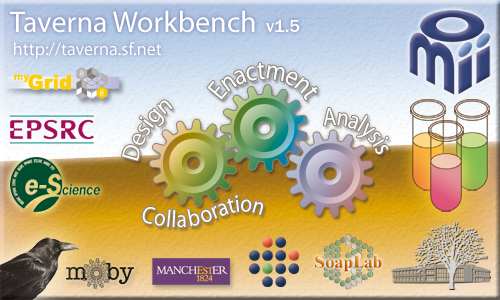 Taverna Workbench v1.5
http://taverna.sf.net
omii
myGrid
EPSRC
e-Science
Design
Enactment
Analysis
Collaboration
moby
MANCHESTER
1824
SoapLab